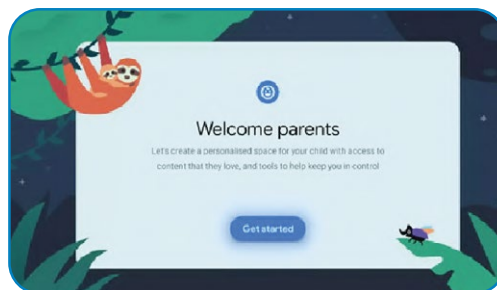 Welcome parents
Let's create a personalised space for your child with access to
content that they love, and tools to help keep you in control
Get started